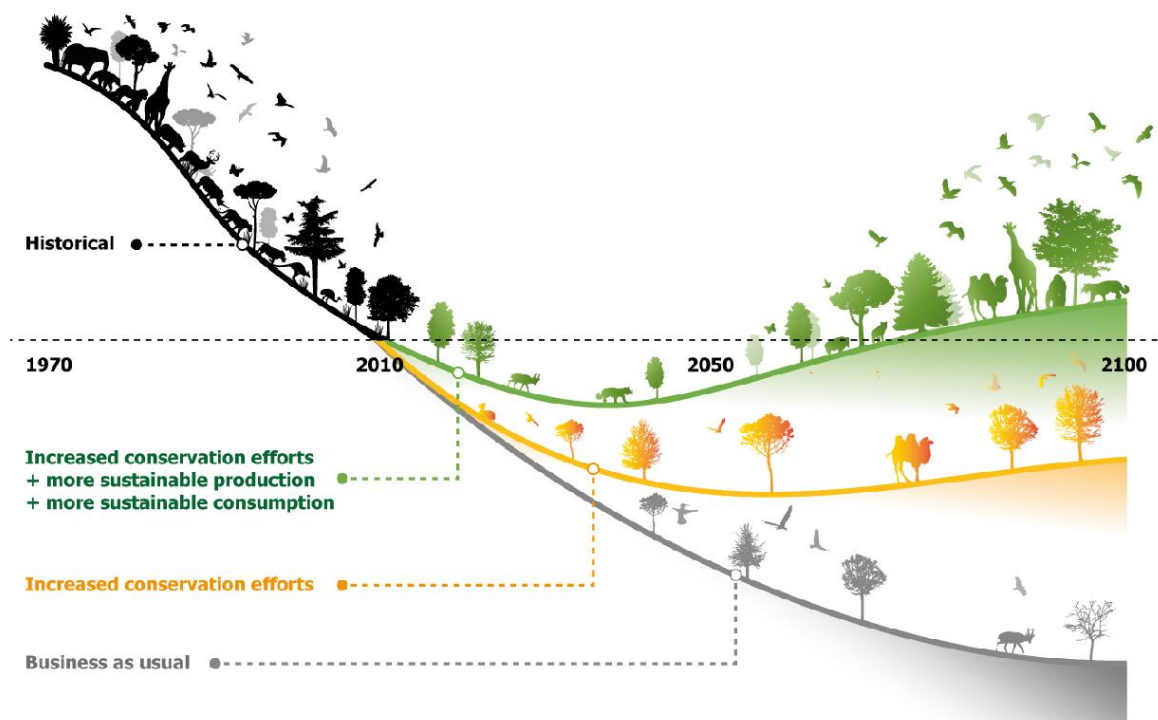 Historical
1970
2010
2050
2100
Increased conservation efforts
+ more sustainable production
+ more sustainable consumption
Increased conservation efforts
Business as usual